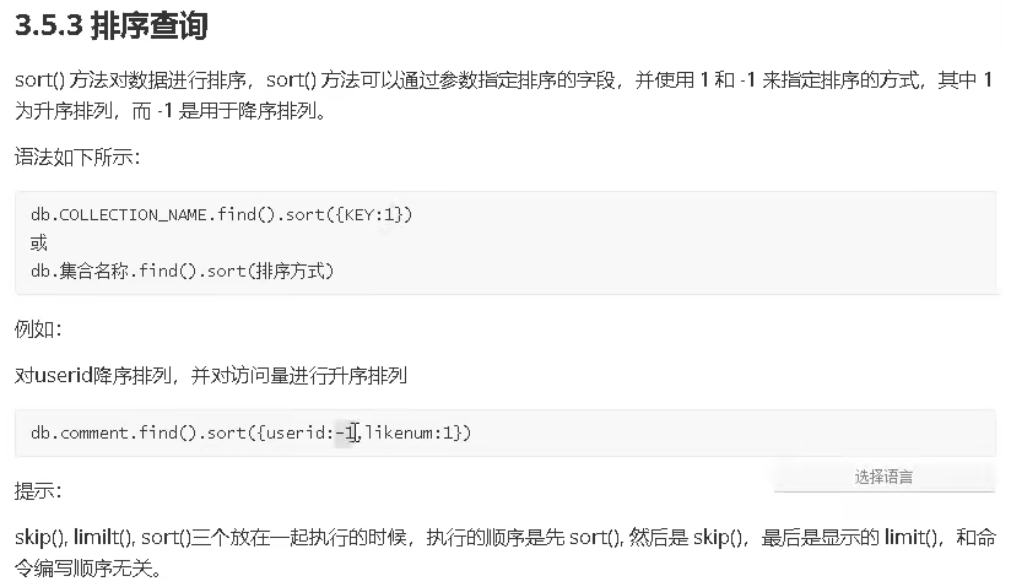 3.5.3 排序查询
sort() 方法对数据进行排序，sort() 方法可以通过参数指定排序的字段，并使用 1 和 -1 来指定排序的方式，其中 1
为升序排列，而 -1 是用于降序排列。
语法如下所示：
db.COLLECTION_NAME.find().sort({KEY:1})
或
db.集合名称.find().sort(排序方式)
例如：
对userid降序排列，并对访问量进行升序排列
db.comment.find().sort({userid:-1,likenum:1})
选择语言
提示：
skip(), limilt(), sort()三个放在一起执行的时候，执行的顺序是先 sort(), 然后是 skip()，最后是显示的 limit()，和命
令编写顺序无关。